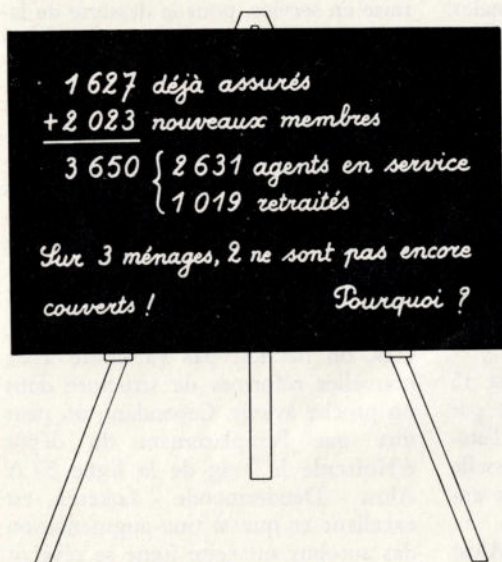 1 627 déjà assurés
+2 023 nouveaux membres
3 650 { 2 631 agents en service
1 019 retraités
Sur 3 ménages, 2 ne sont pas encore
couverts ! Pourquoi ?